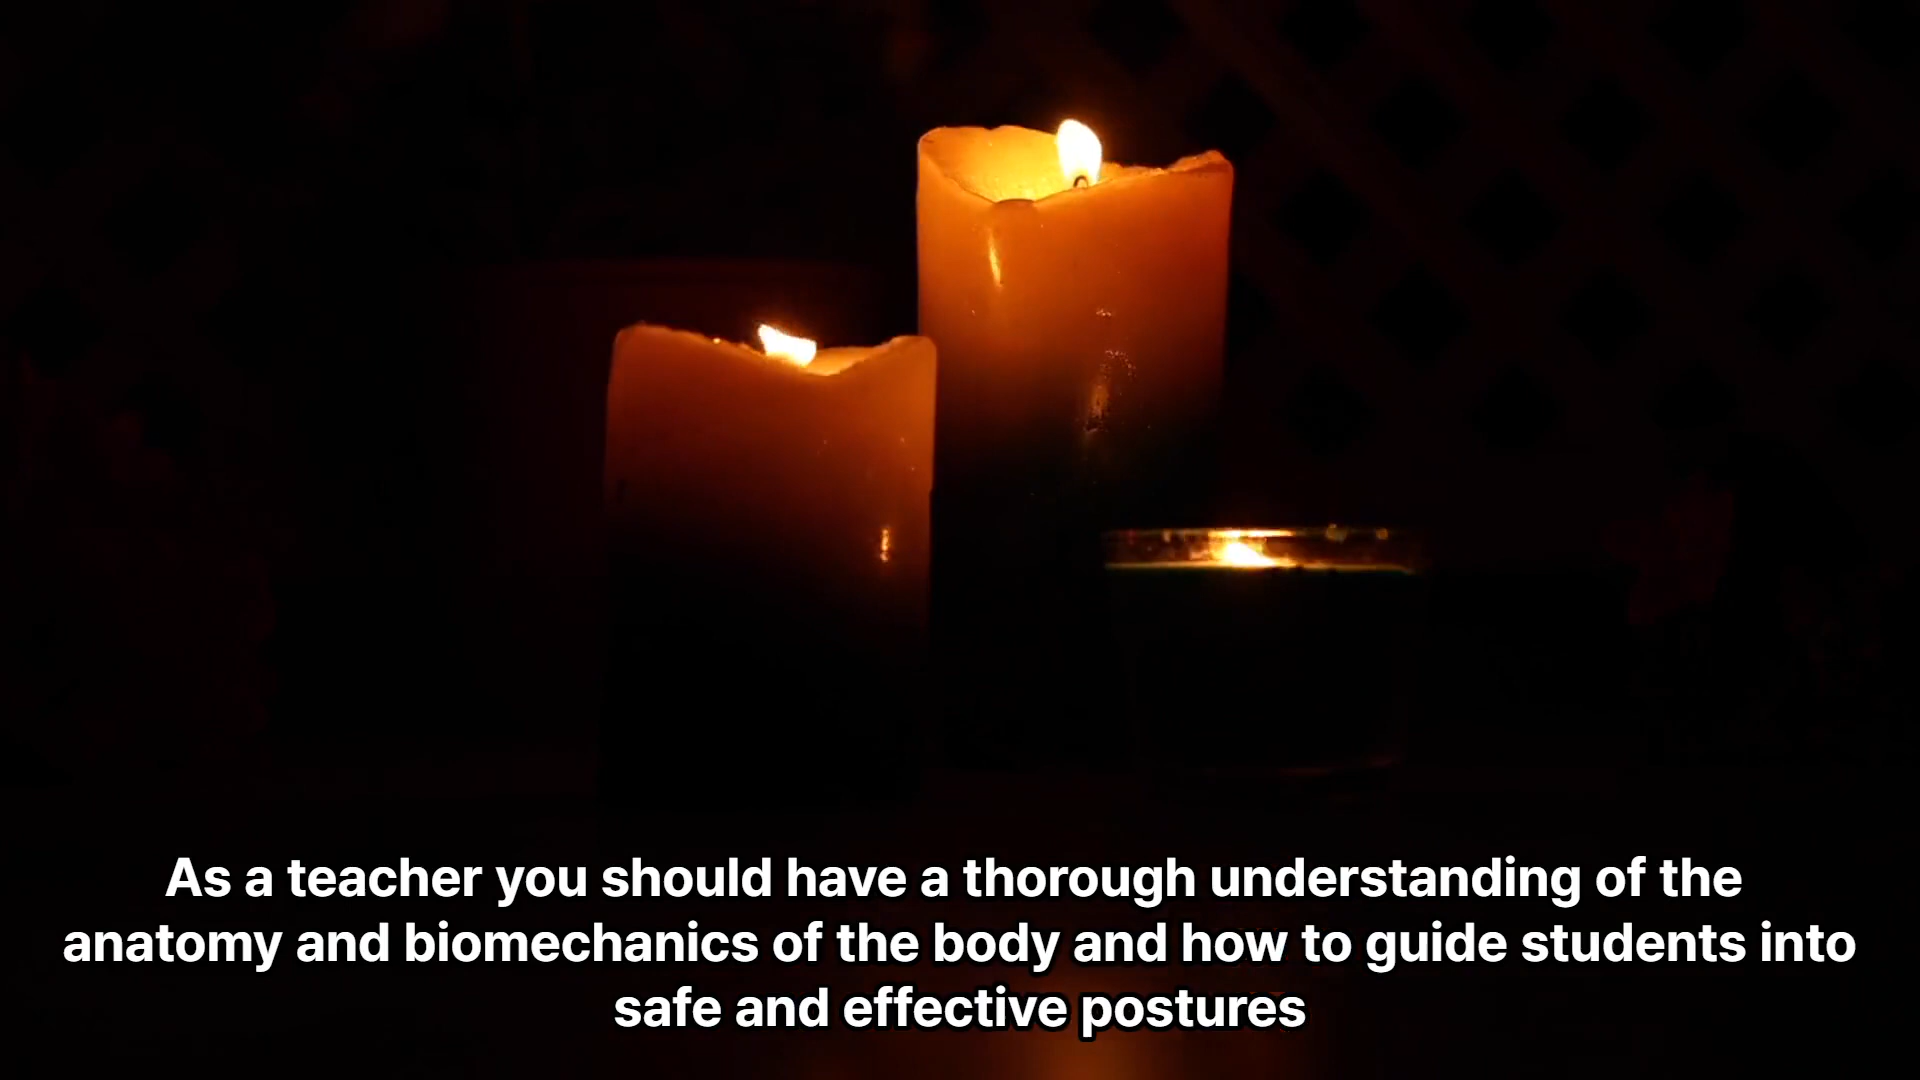 As a teacher you should have a thorough understanding of the
anatomy and biomechanics of the body and how to guide students into
safe and effective postures